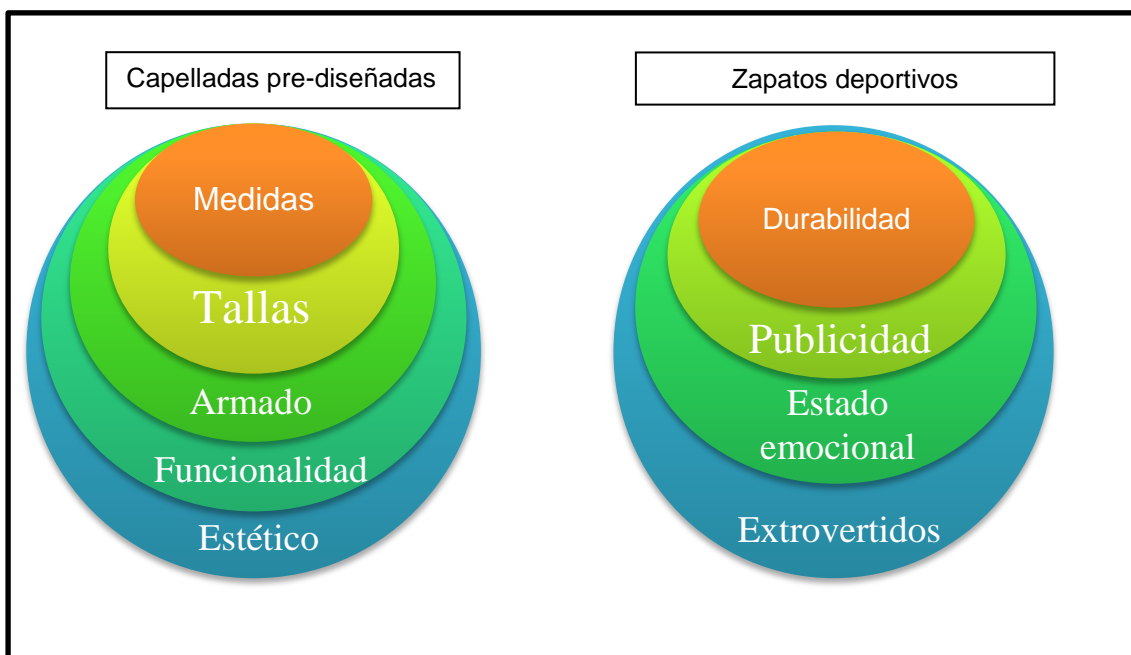 Capelladas pre-diseñadas
Medidas
Tallas
Armado
Funcionalidad
Estético
Zapatos deportivos
Durabilidad
Publicidad
Estado
emocional
Extrovertidos